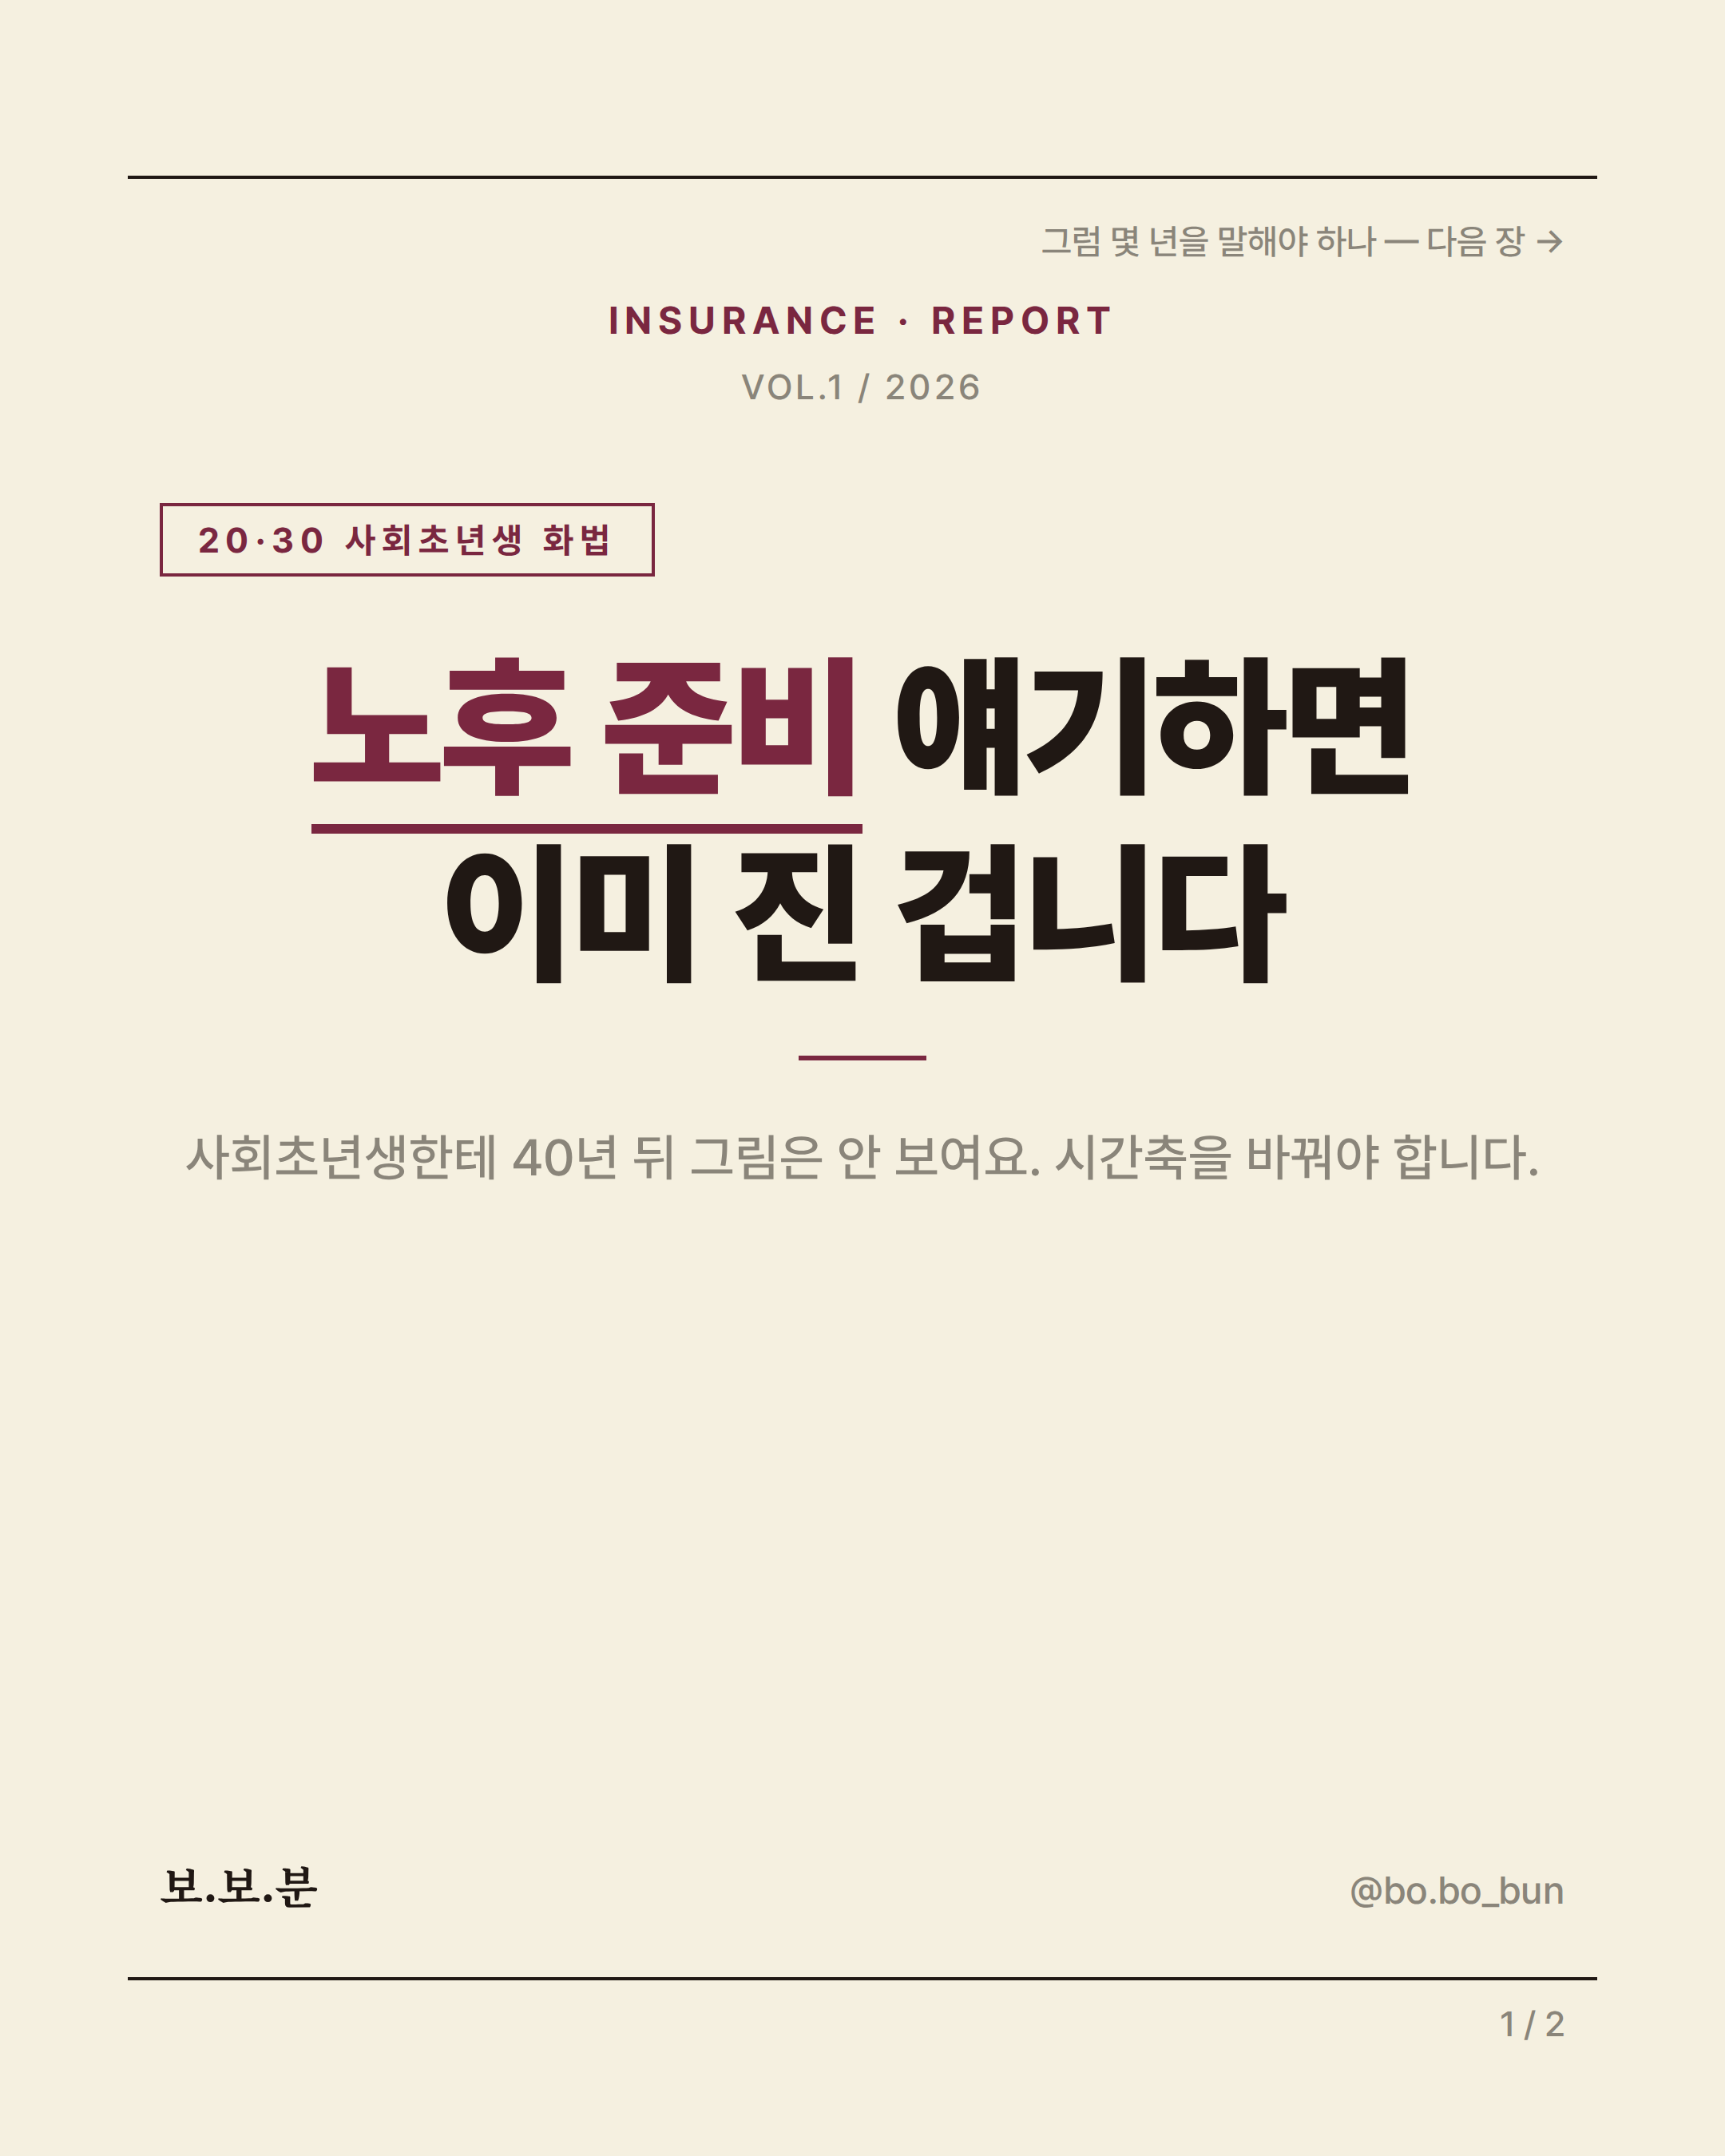 그럼 몇 년을 말해야 하나 — 다음 장 →
INSURANCE · REPORT
VOL.1 / 2026
20·30 사회초년생 화법
노후 준비 얘기하면
이미 진 겁니다
사회초년생한테 40년 뒤 그림은 안 보여요. 시간축을 바꿔야 합니다.
보.보.분
@bo.bo_bun
1 / 2